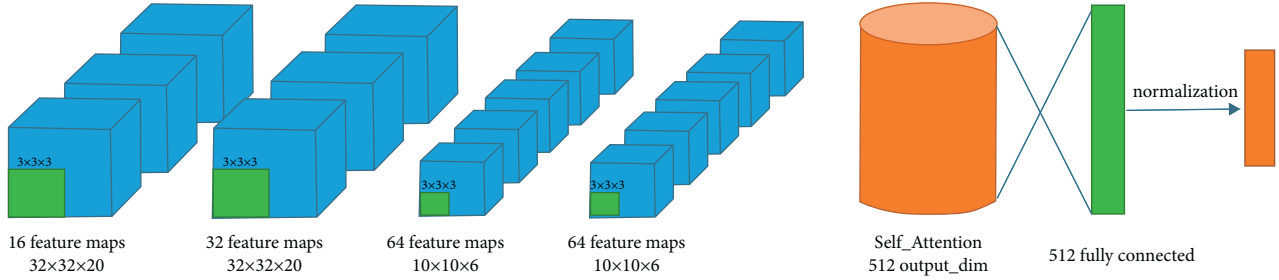 3×3×3
3×3×3
3×3×3
3×3×3
normalization
16 feature maps
32×32×20
32 feature maps
32×32×20
64 feature maps
10×10×6
64 feature maps
10×10×6
Self_Attention
512 output_dim
512 fully connected